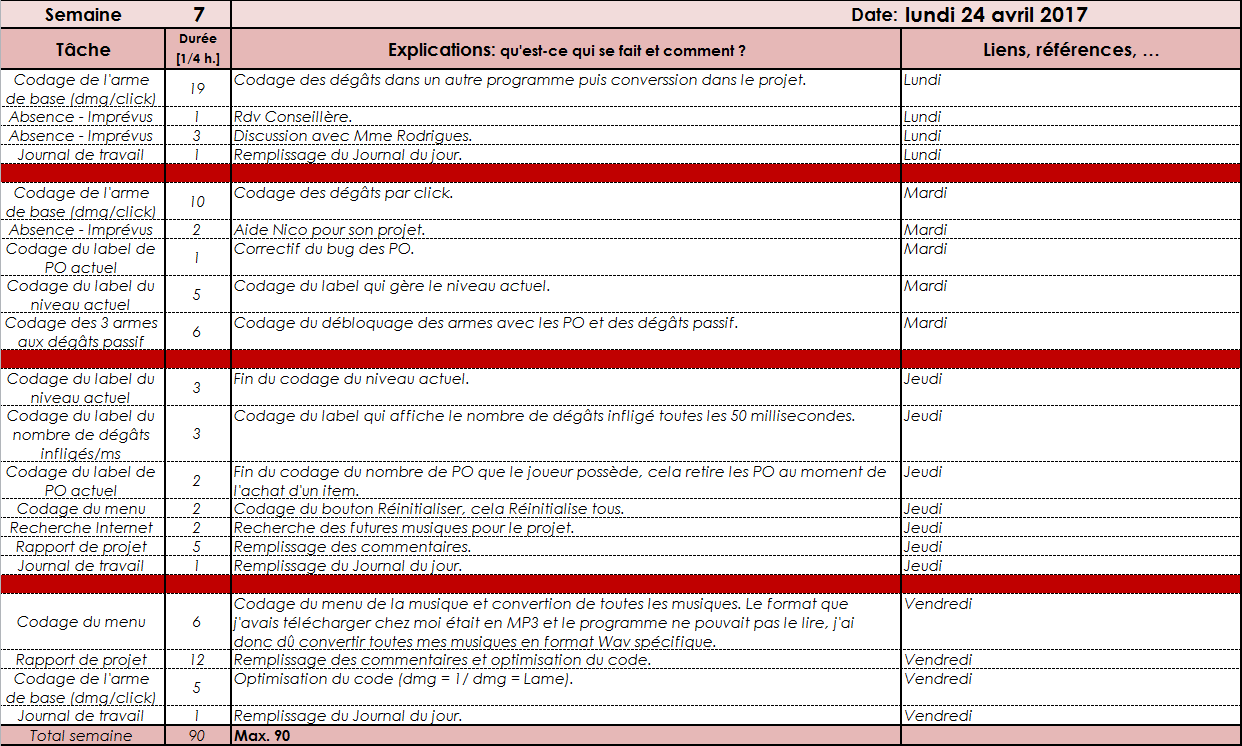 Semaine 7 Date: lundi 24 avril 2017
Tâche Durée [1/4 h.] Explications: qu'est-ce qui se fait et comment ? Liens, références, …
Codage de l'arme de base (dmg/click) 19 Codage des dégâts dans un autre programme puis converssion dans le projet. Lundi
Absence - Imprévus 1 Rdv Conseillère. Lundi
Absence - Imprévus 3 Discussion avec Mme Rodrigues. Lundi
Journal de travail 1 Remplissage du Journal du jour. Lundi
Codage de l'arme de base (dmg/click) 10 Codage des dégâts par click. Mardi
Absence - Imprévus 2 Aide Nico pour son projet. Mardi
Codage du label de PO actuel 1 Correctif du bug des PO. Mardi
Codage du label du niveau actuel 5 Codage du label qui gère le niveau actuel. Mardi
Codage des 3 armes aux dégâts passif 6 Codage du débloquage des armes avec les PO et des dégâts passif. Mardi
Codage du label du niveau actuel 3 Fin du codage du niveau actuel. Jeudi
Codage du label du nombre de dégâts infligés/ms 3 Codage du label qui affiche le nombre de dégâts infligé toutes les 50 millisecondes. Jeudi
Codage du label de PO actuel 2 Fin du codage du nombre de PO que le joueur possède, cela retire les PO au moment de l'achat d'un item. Jeudi
Codage du menu 2 Codage du bouton Réinitialiser, cela Réinitialise tous. Jeudi
Recherche Internet 2 Recherche des futures musiques pour le projet. Jeudi
Rapport de projet 5 Remplissage des commentaires. Jeudi
Journal de travail 1 Remplissage du Journal du jour. Jeudi
Codage du menu 6 Codage du menu de la musique et convertion de toutes les musiques. Le format que j'avais télécharger chez moi était en MP3 et le programme ne pouvait pas le lire, j'ai donc dû convertir toutes mes musiques en format Wav spécifique. Vendredi
Rapport de projet 12 Remplissage des commentaires et optimisation du code. Vendredi
Codage de l'arme de base (dmg/click) 5 Optimisation du code (dmg = 1/ dmg = Lame). Vendredi
Journal de travail 1 Remplissage du Journal du jour. Vendredi
Total semaine 90 Max. 90